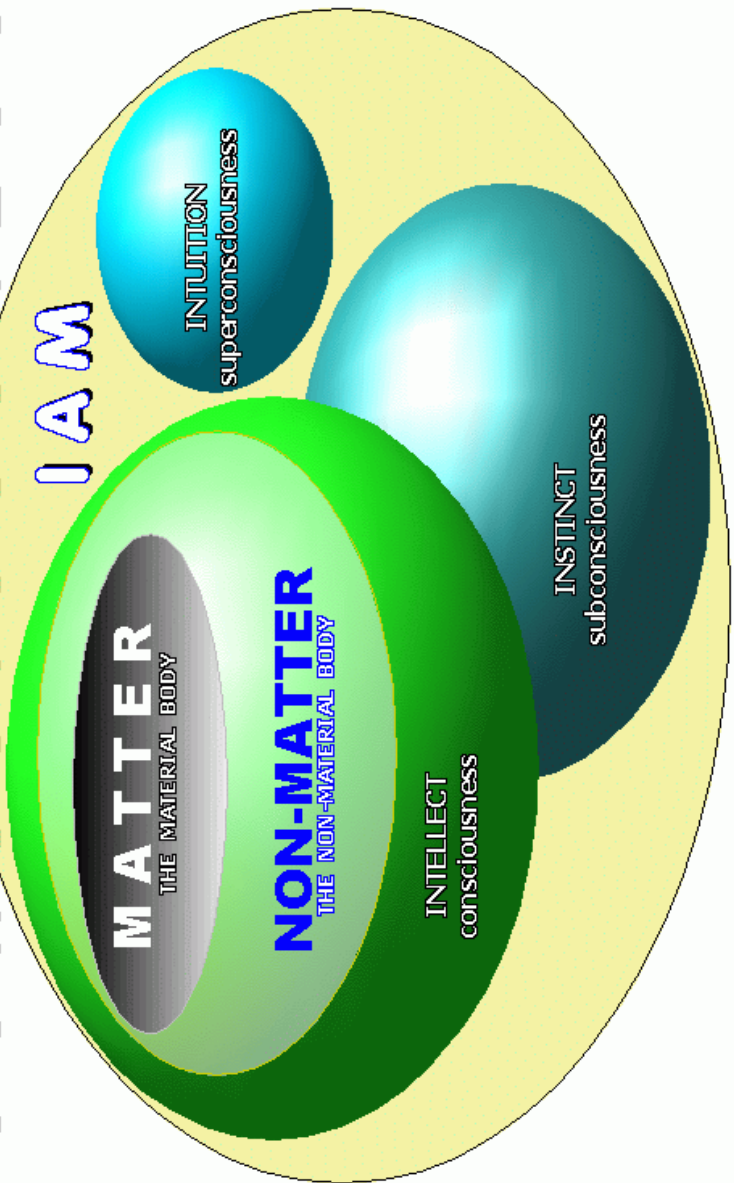 I AM
MATTER
THE MATERIAL BODY
NON-MATTER
THE NON-MATERIAL BODY
INTELLECT
consciousness
INTUITION
superconsciousness
INSTINCT
subconsciousness